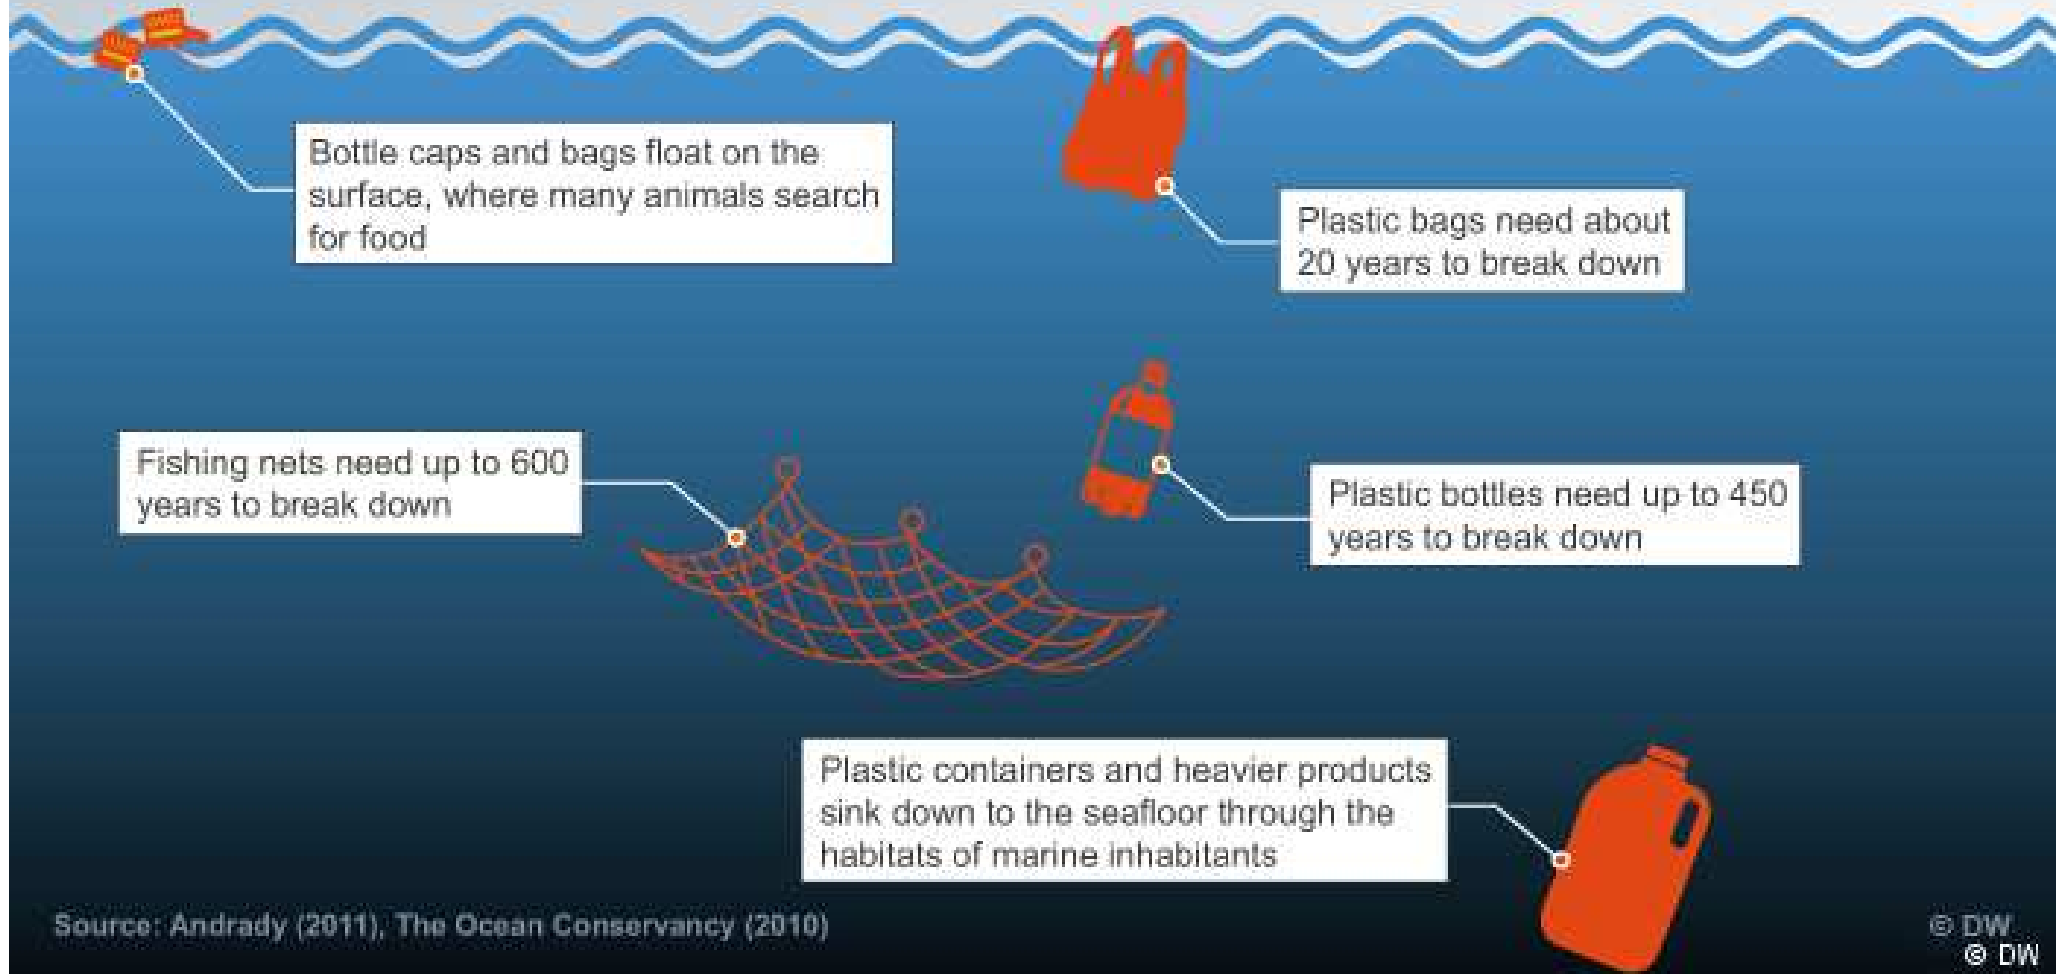 Bottle caps and bags float on the
surface, where many animals search
for food
Plastic bags need about
20 years to break down
Fishing nets need up to 600
years to break down
Plastic bottles need up to 450
years to break down
Plastic containers and heavier products
sink down to the seafloor through the
habitats of marine inhabitants
Source: Andrady (2011), The Ocean Conservancy (2010)
© DW
© DW